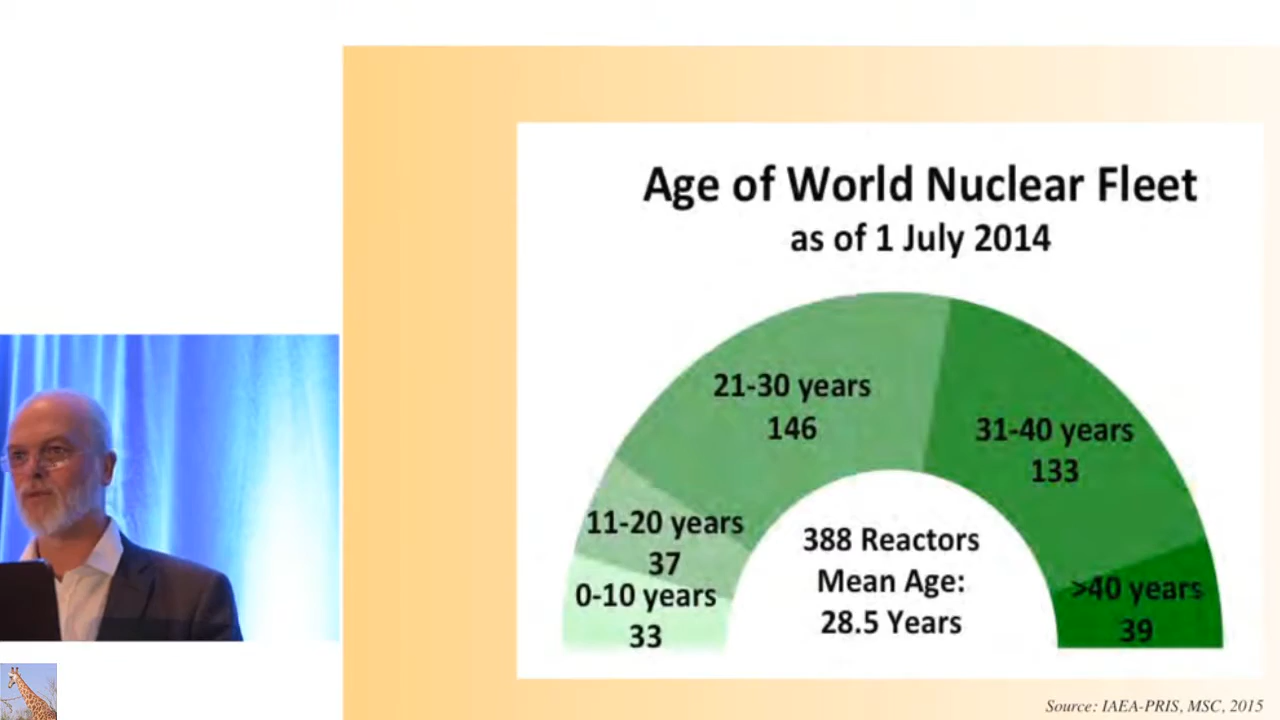 Age of World Nuclear Fleet
as of 1 July 2014
21-30 years
146
31-40 years
133
11-20 years
37
0-10 years
33
388 Reactors
Mean Age:
28.5 Years
>40 years
39
Source: IAEA-PRIS, MSC, 2015